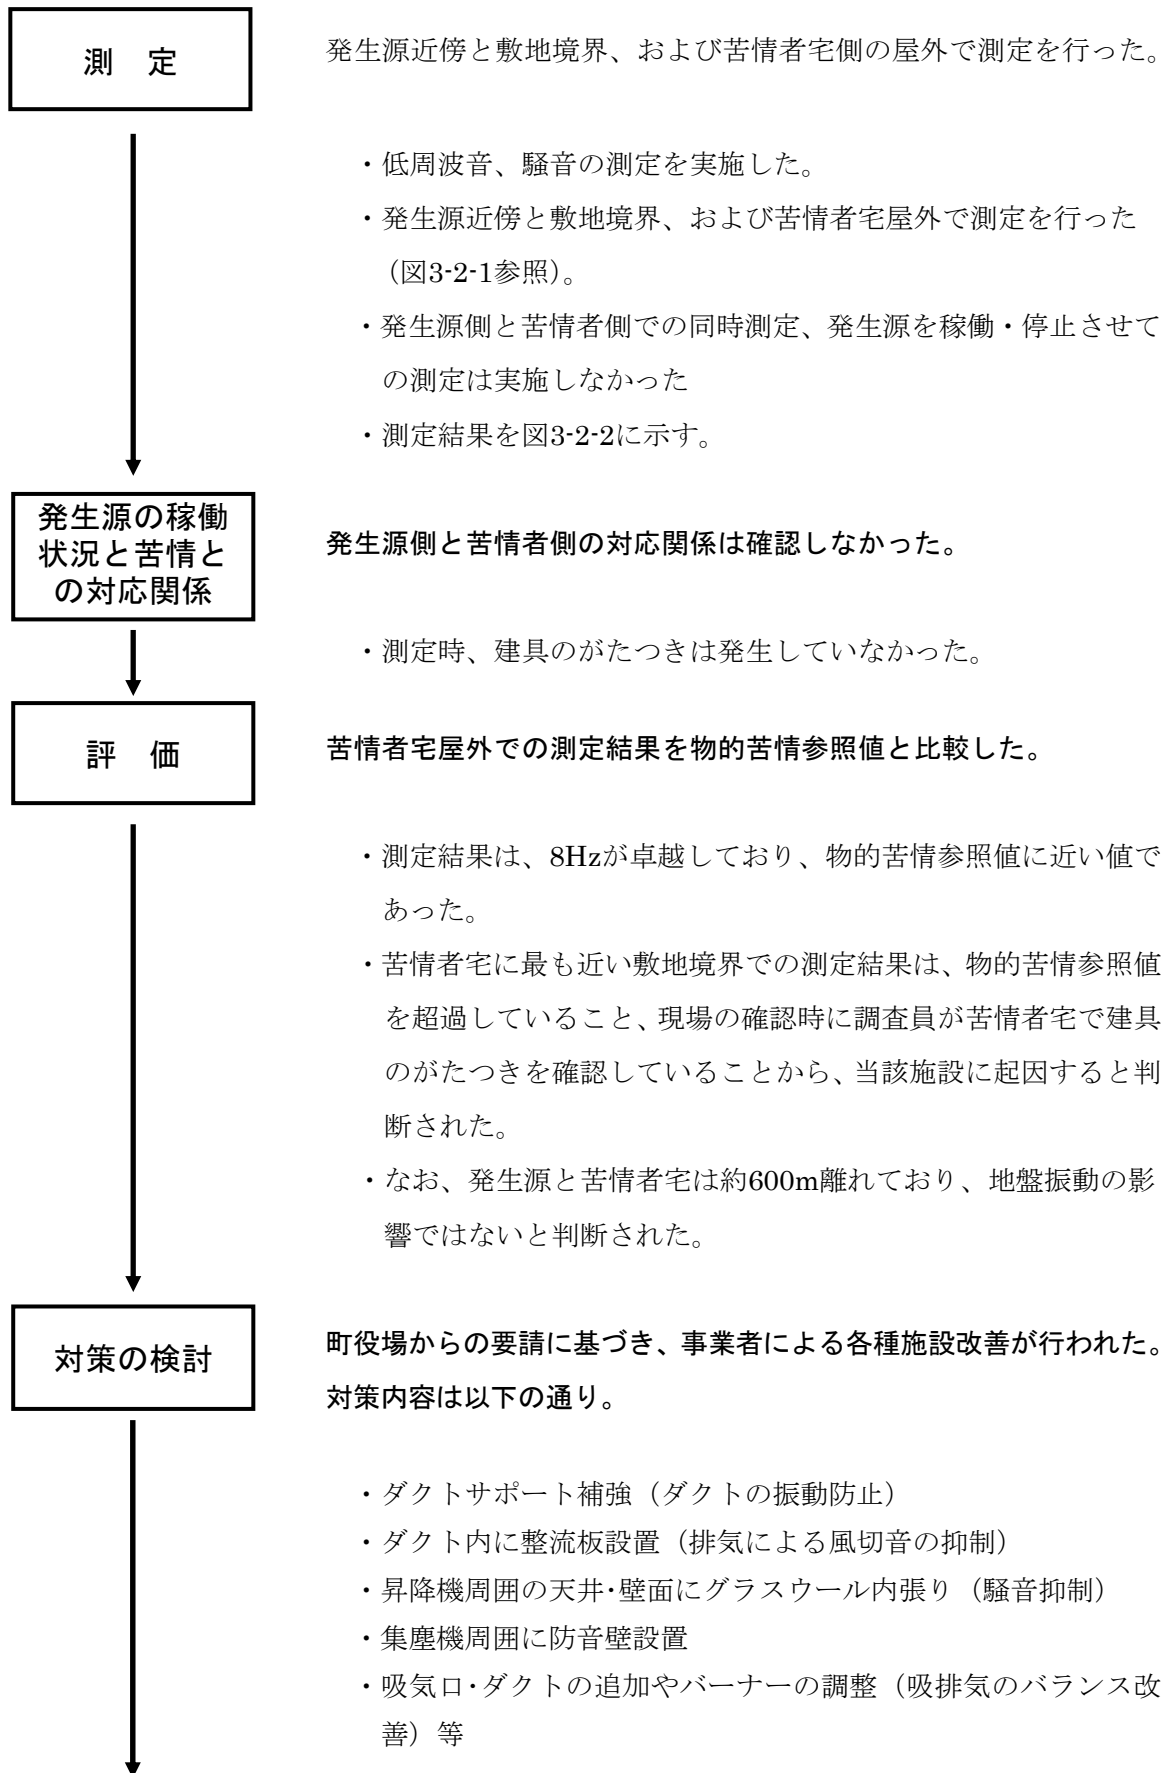 測　定
発生源近傍と敷地境界、および苦情者宅側の屋外で測定を行った。
・低周波音、騒音の測定を実施した。
・発生源近傍と敷地境界、および苦情者宅屋外で測定を行った
（図3-2-1参照）。
・発生源側と苦情者側での同時測定、発生源を稼働・停止させて
の測定は実施しなかった
・測定結果を図3-2-2に示す。
発生源の稼働
状況と苦情と
の対応関係
発生源側と苦情者側の対応関係は確認しなかった。
・測定時、建具のがたつきは発生していなかった。
評　価
苦情者宅屋外での測定結果を物的苦情参照値と比較した。
・測定結果は、8Hzが卓越しており、物的苦情参照値に近い値で
あった。
・苦情者宅に最も近い敷地境界での測定結果は、物的苦情参照値
を超過していること、現場の確認時に調査員が苦情者宅で建具
のがたつきを確認していることから、当該施設に起因すると判
断された。
・なお、発生源と苦情者宅は約600m離れており、地盤振動の影
響ではないと判断された。
対策の検討
町役場からの要請に基づき、事業者による各種施設改善が行われた。
対策内容は以下の通り。
・ダクトサポート補強（ダクトの振動防止）
・ダクト内に整流板設置（排気による風切音の抑制）
・昇降機周囲の天井･壁面にグラスウール内張り（騒音抑制）
・集塵機周囲に防音壁設置
・吸気口･ダクトの追加やバーナーの調整（吸排気のバランス改
善）等